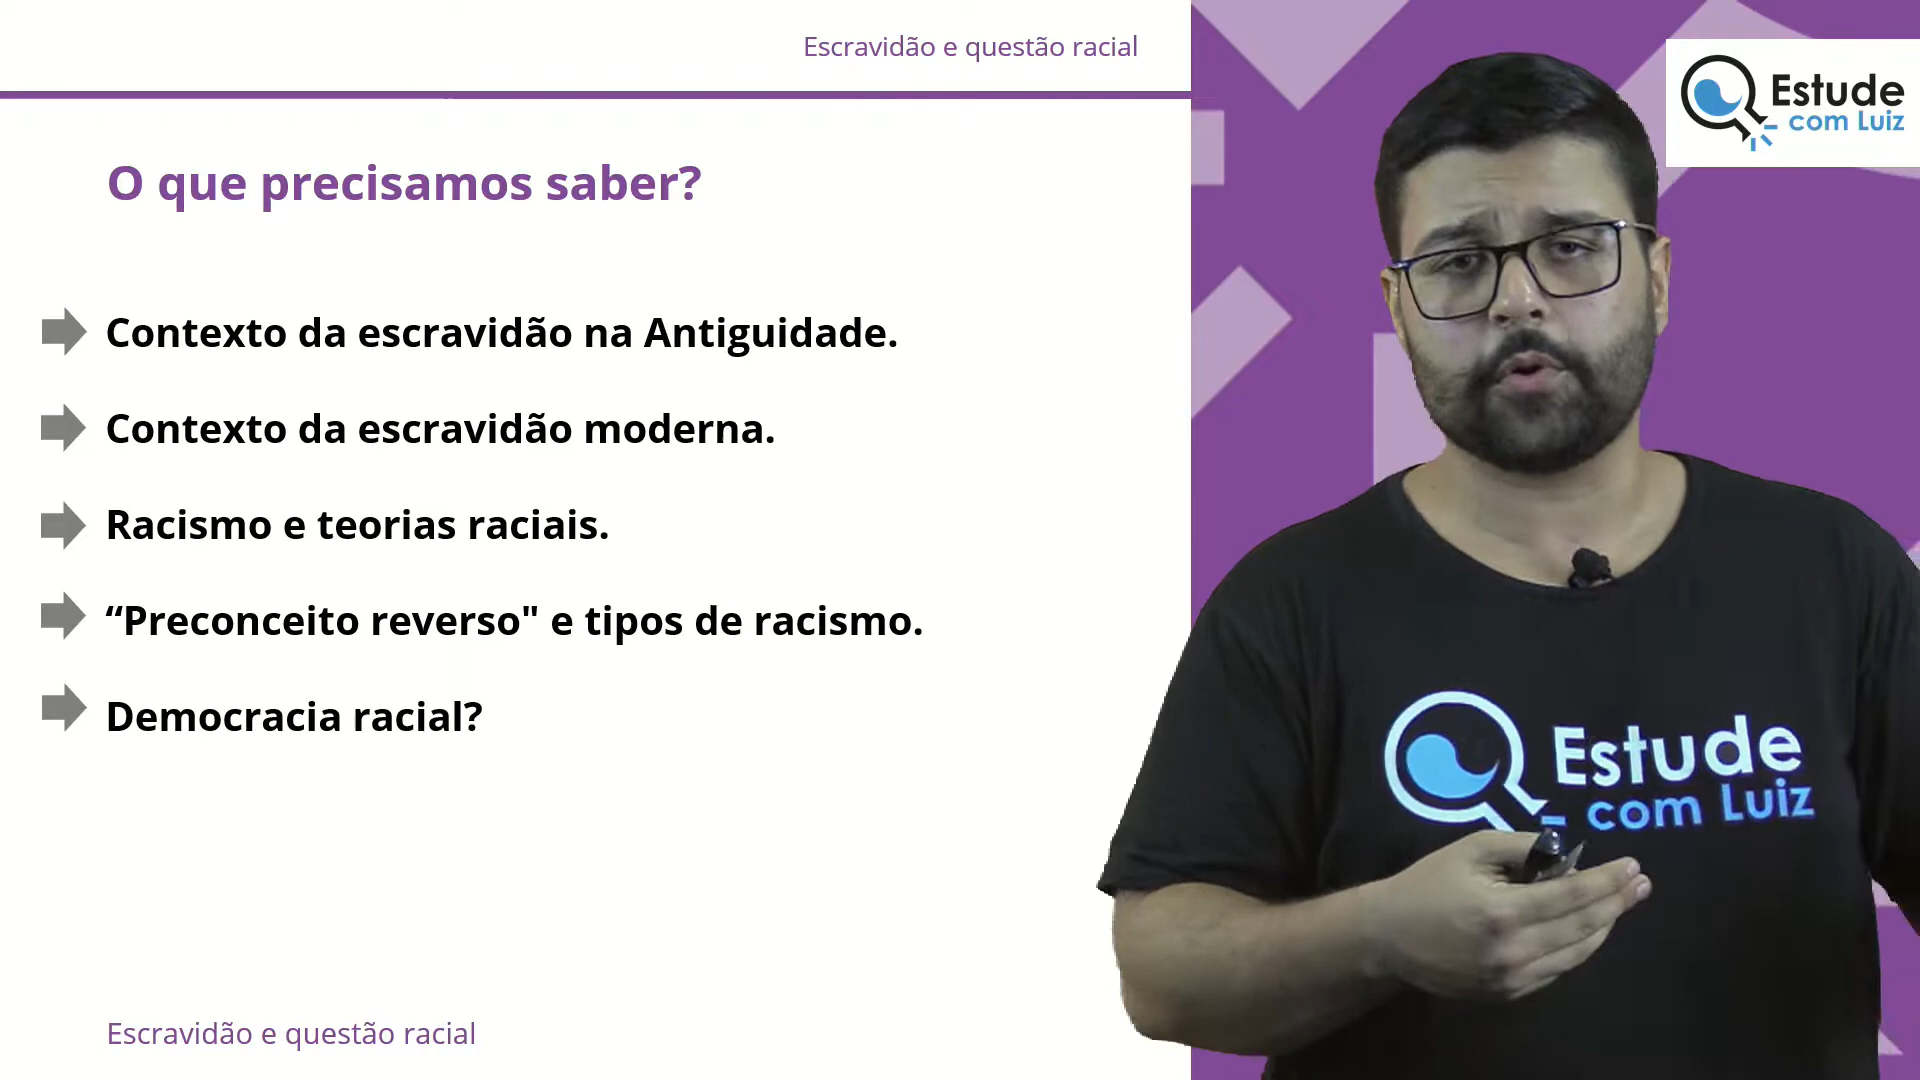 Escravidão e questão racial
Estude
com Luiz
O que precisamos saber?
Contexto da escravidão na Antiguidade.
Contexto da escravidão moderna.
Racismo e teorias raciais.
“Preconceito reverso" e tipos de racismo.
Democracia racial?
Estude
com Luiz
Escravidão e questão racial